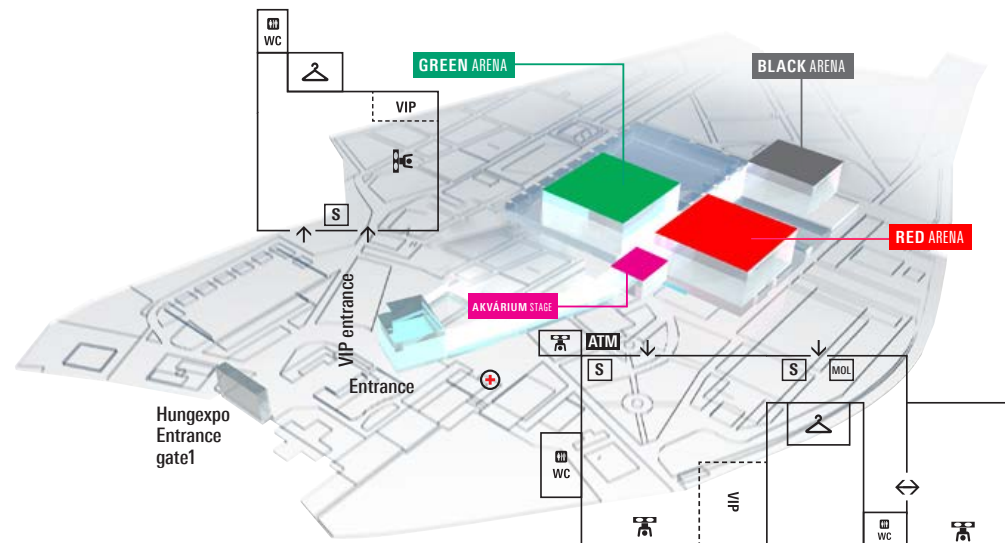 WC
GREEN ARENA
BLACK ARENA
VIP
S
RED ARENA
VIP entrance
AKVÁRIUM STAGE
ATM
S
S
MOL
Entrance
Hungexpo
Entrance
gate1
WC
VIP
WC